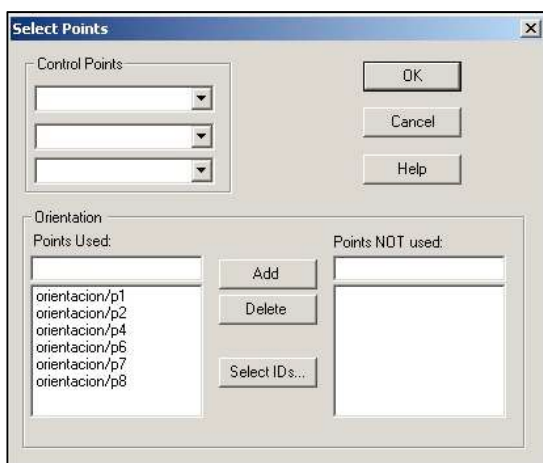 Select Points
Control Points
OK
Cancel
Help
Orientation
Points Used:
Points NOT used:
Add
Delete
Select IDs...
orientacion/p1
orientacion/p2
orientacion/p4
orientacion/p6
orientacion/p7
orientacion/p8